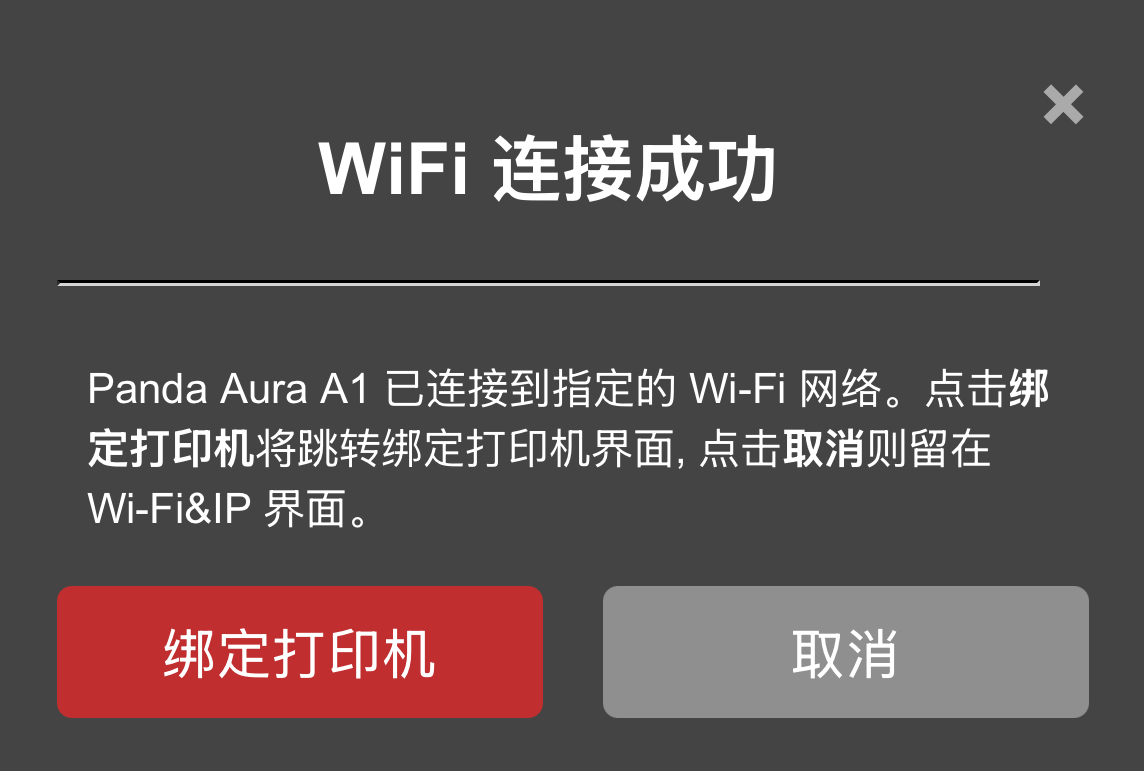 WiFi 连接成功
Panda Aura A1 已连接到指定的 Wi-Fi 网络。点击绑
定打印机将跳转绑定打印机界面, 点击取消则留在
Wi-Fi&IP 界面。
绑定打印机
取消